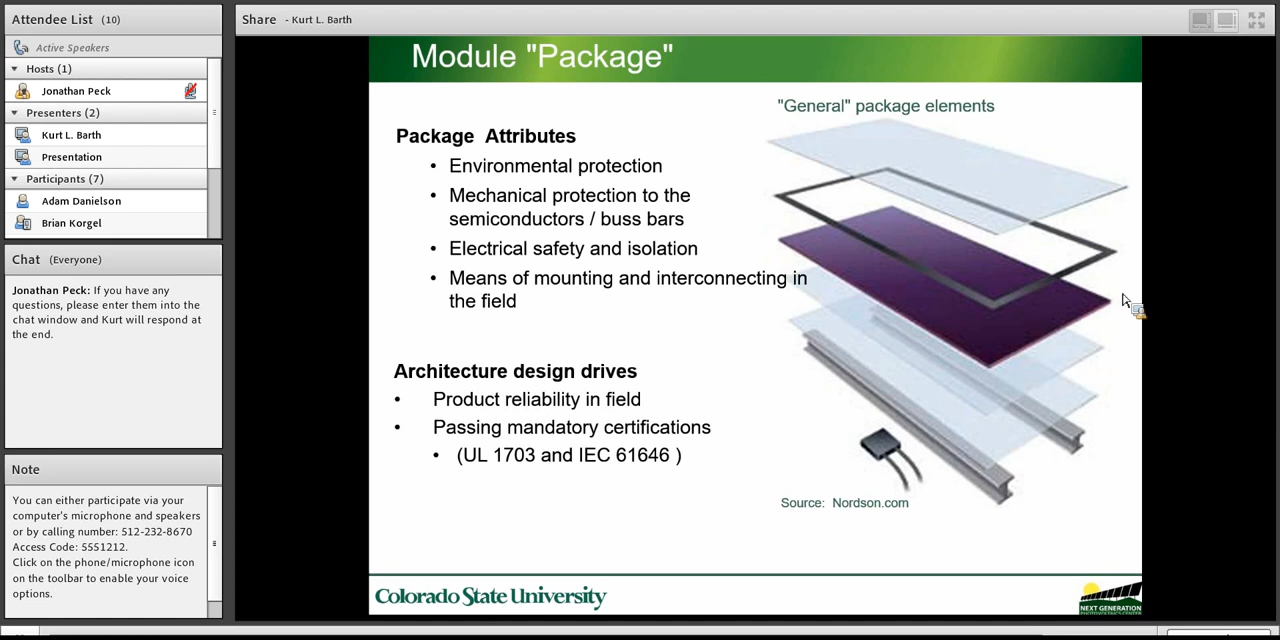 Attendee List (10)
Active Speakers
Hosts (1)
Jonathan Peck
Presenters (2)
Kurt L. Barth
Presentation
Participants (7)
Adam Danielson
Brian Korgel
Chat (Everyone)
Jonathan Peck: If you have any
questions, please enter them into the
chat window and Kurt will respond at
the end.
Note
You can either participate via your
computer's microphone and speakers
or by calling number: 512-232-8670
Access Code: 5551212.
Click on the phone/microphone icon
on the toolbar to enable your voice
options.
Share - Kurt L. Barth
Module "Package"
"General" package elements
Package Attributes
• Environmental protection
• Mechanical protection to the
semiconductors / buss bars
• Electrical safety and isolation
• Means of mounting and interconnecting in
the field
Architecture design drives
• Product reliability in field
• Passing mandatory certifications
• (UL 1703 and IEC 61646 )
Source: Nordson.com
Colorado State University
NEXT GENERATION
PHOTOVOLTAICS CENTER